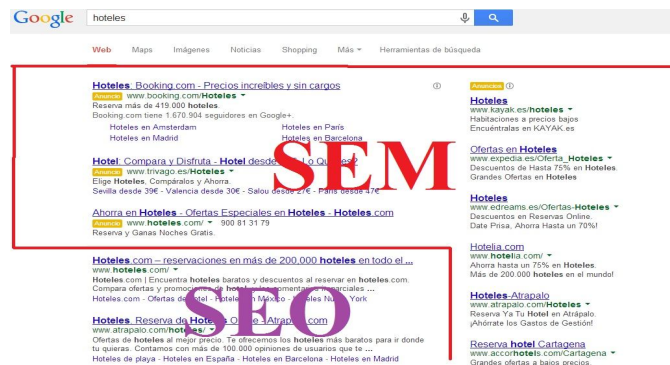 Google
hoteles
Web Maps Imágenes Noticias Shopping Más Herramientas de búsqueda
Hoteles: Booking.com - Precios increíbles y sin cargos
Anuncio www.booking.com/Hoteles
Reserva más de 419.000 hoteles.
Booking.com tiene 1.670.904 seguidores en Google+.
Hoteles en Amsterdam Hoteles en París
Hoteles en Madrid Hoteles en Barcelona
Hotel: Compara y Disfruta - Hotel desde
Anuncio www.trivago.es/Hoteles
Elige Hoteles, Compáralos y Ahorra.
Sevilla desde 39€ - Valencia desde 30€ - Salou desde 27€ - París desde 47€
Ahorra en Hoteles - Ofertas Especiales en Hoteles - Hoteles.com
Anuncio www.hoteles.com/ 900 81 31 79
Reserva y Ganas Noches Gratis.
SEM
Hoteles.com – reservaciones en más de 200.000 hoteles en todo el ...
www.hoteles.com/
Hoteles.com | Encuentra hoteles baratos y descuentos al reservar en hoteles.com.
Compara ofertas y promociones de comerciales ...
Hoteles.com - Ofertas de hotel - Hoteles en México - Hoteles Nueva York
Hoteles. Reserva de Hoteles Online - Atrapalo.com
www.atrapalo.com/hoteles/
Ofertas de hoteles al mejor precio. Te ofrecemos los hoteles más baratos para ir donde
tu quieras. Contamos con más de 100.000 opiniones de usuarios que te ...
Hoteles de playa - Hoteles en España - Hoteles en Barcelona - Hoteles en Madrid
SEO
Anuncios
Hoteles
www.kayak.es/hoteles
Habitaciones a precios bajos
Encuéntralas en KAYAK.es
Ofertas en Hoteles
www.expedia.es/Oferta_Hoteles
Descuentos de Hasta 75% en Hoteles.
Grandes Ofertas en Hoteles
Hoteles
www.edreams.es/Ofertas-Hoteles
Descuentos en Reservas Online.
Date Prisa, Ahorra Hasta un 70%!
Hotelia.com
www.hotelia.com/
Ahorra hasta un 75% en Hoteles.
Más de 200.000 hoteles en el mundo!
Hoteles-Atrapalo
www.atrapalo.com/Hoteles
Reserva Ya Tu Hotel en Atrápalo.
¡Ahórrate los Gastos de Gestión!
Reserva hotel Cartagena
www.accorhotels.com/Cartagena
Grandes ofertas a bajos precios.